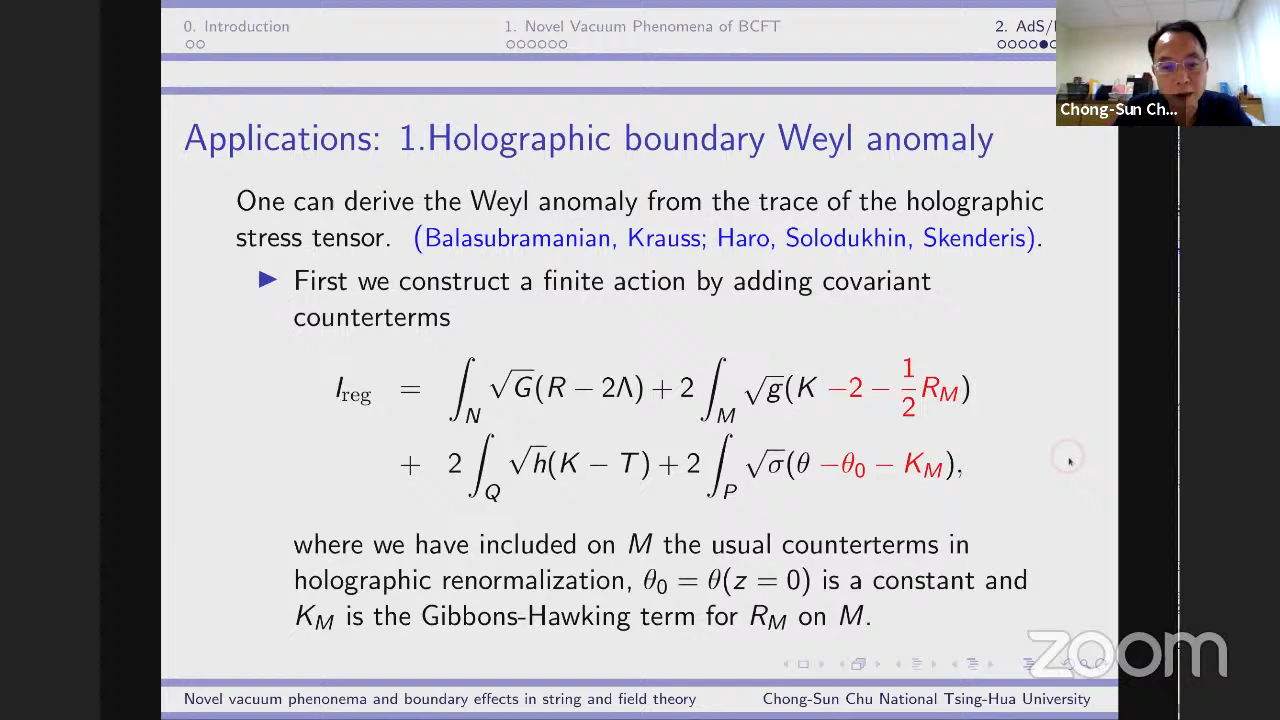 0. Introduction
1. Novel Vacuum Phenomena of BCFT
2. AdS/
Chong-Sun Ch...
Applications: 1.Holographic boundary Weyl anomaly
One can derive the Weyl anomaly from the trace of the holographic
stress tensor. (Balasubramanian, Krauss; Haro, Solodukhin, Skenderis).
▶ First we construct a finite action by adding covariant
counterterms
I_reg = ∫_N √G(R − 2Λ) + 2 ∫_M √g(K −2 − 1/2 R_M)
+ 2 ∫_Q √h(K − T) + 2 ∫_P √σ(θ −θ_0 − K_M),
where we have included on M the usual counterterms in
holographic renormalization, θ_0 = θ(z = 0) is a constant and
K_M is the Gibbons-Hawking term for R_M on M.
zoom
Novel vacuum phenonema and boundary effects in string and field theory
Chong-Sun Chu National Tsing-Hua University